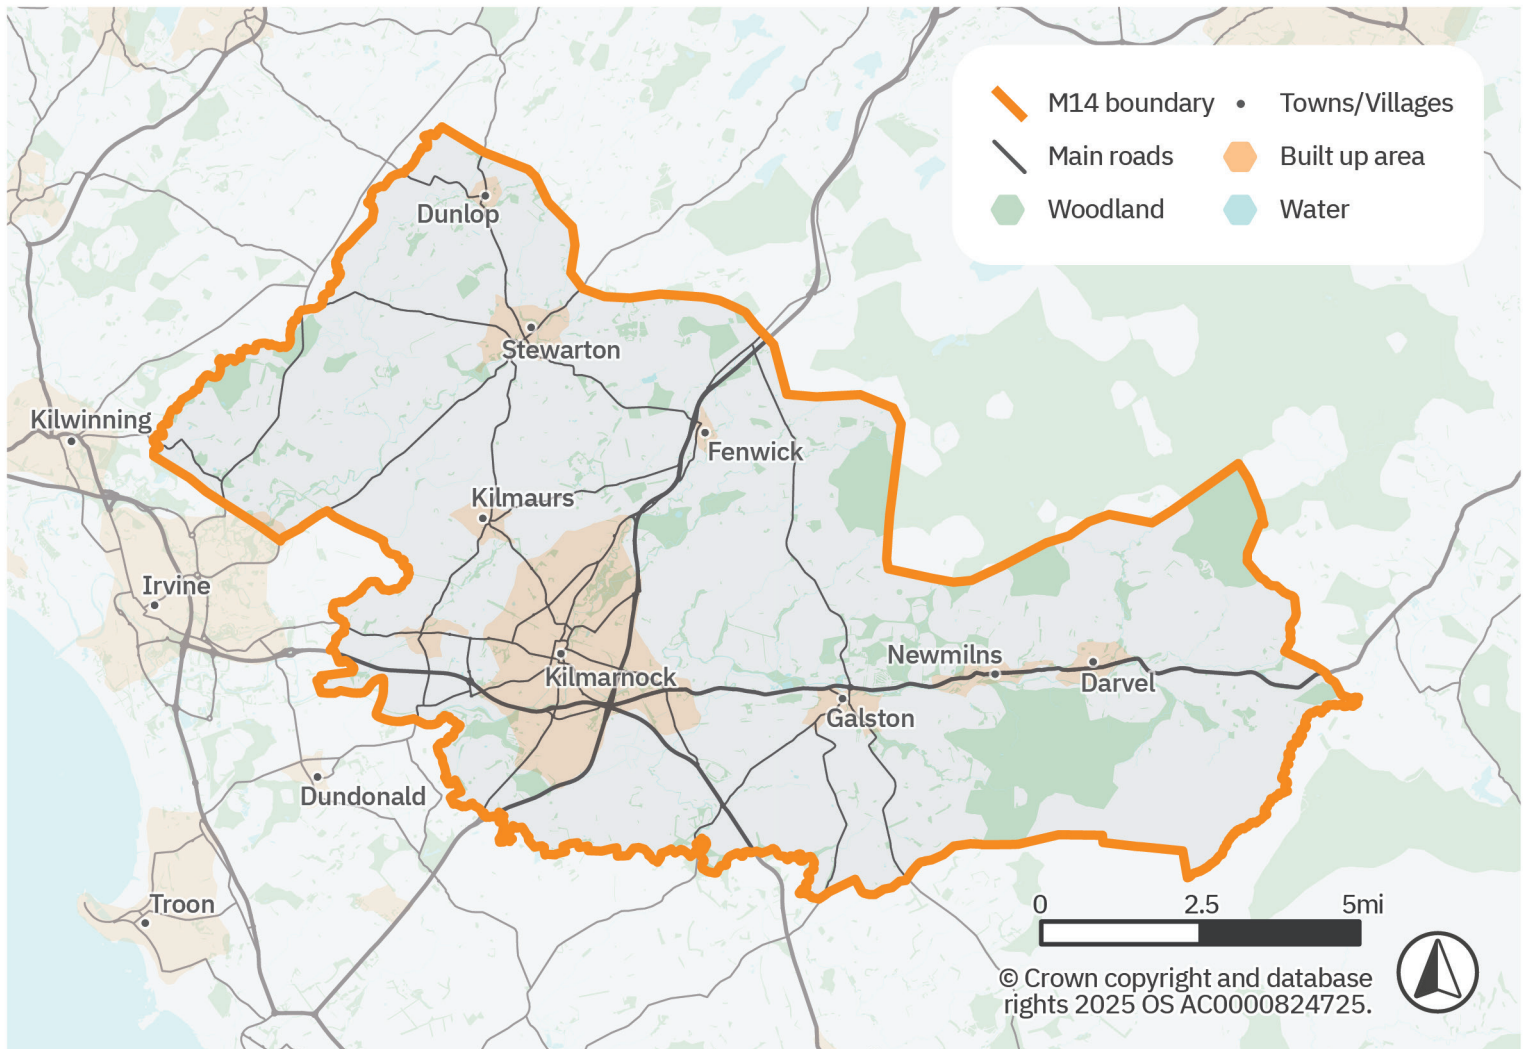 M14 boundary
Towns/Villages
Main roads
Built up area
Woodland
Water
Dunlop
Stewarton
Kilwinning
Fenwick
Kilmaurs
Irvine
Newmilns
Kilmarnock
Darvel
Galston
Dundonald
Troon
0 2.5 5mi
© Crown copyright and database
rights 2025 OS AC0000824725.